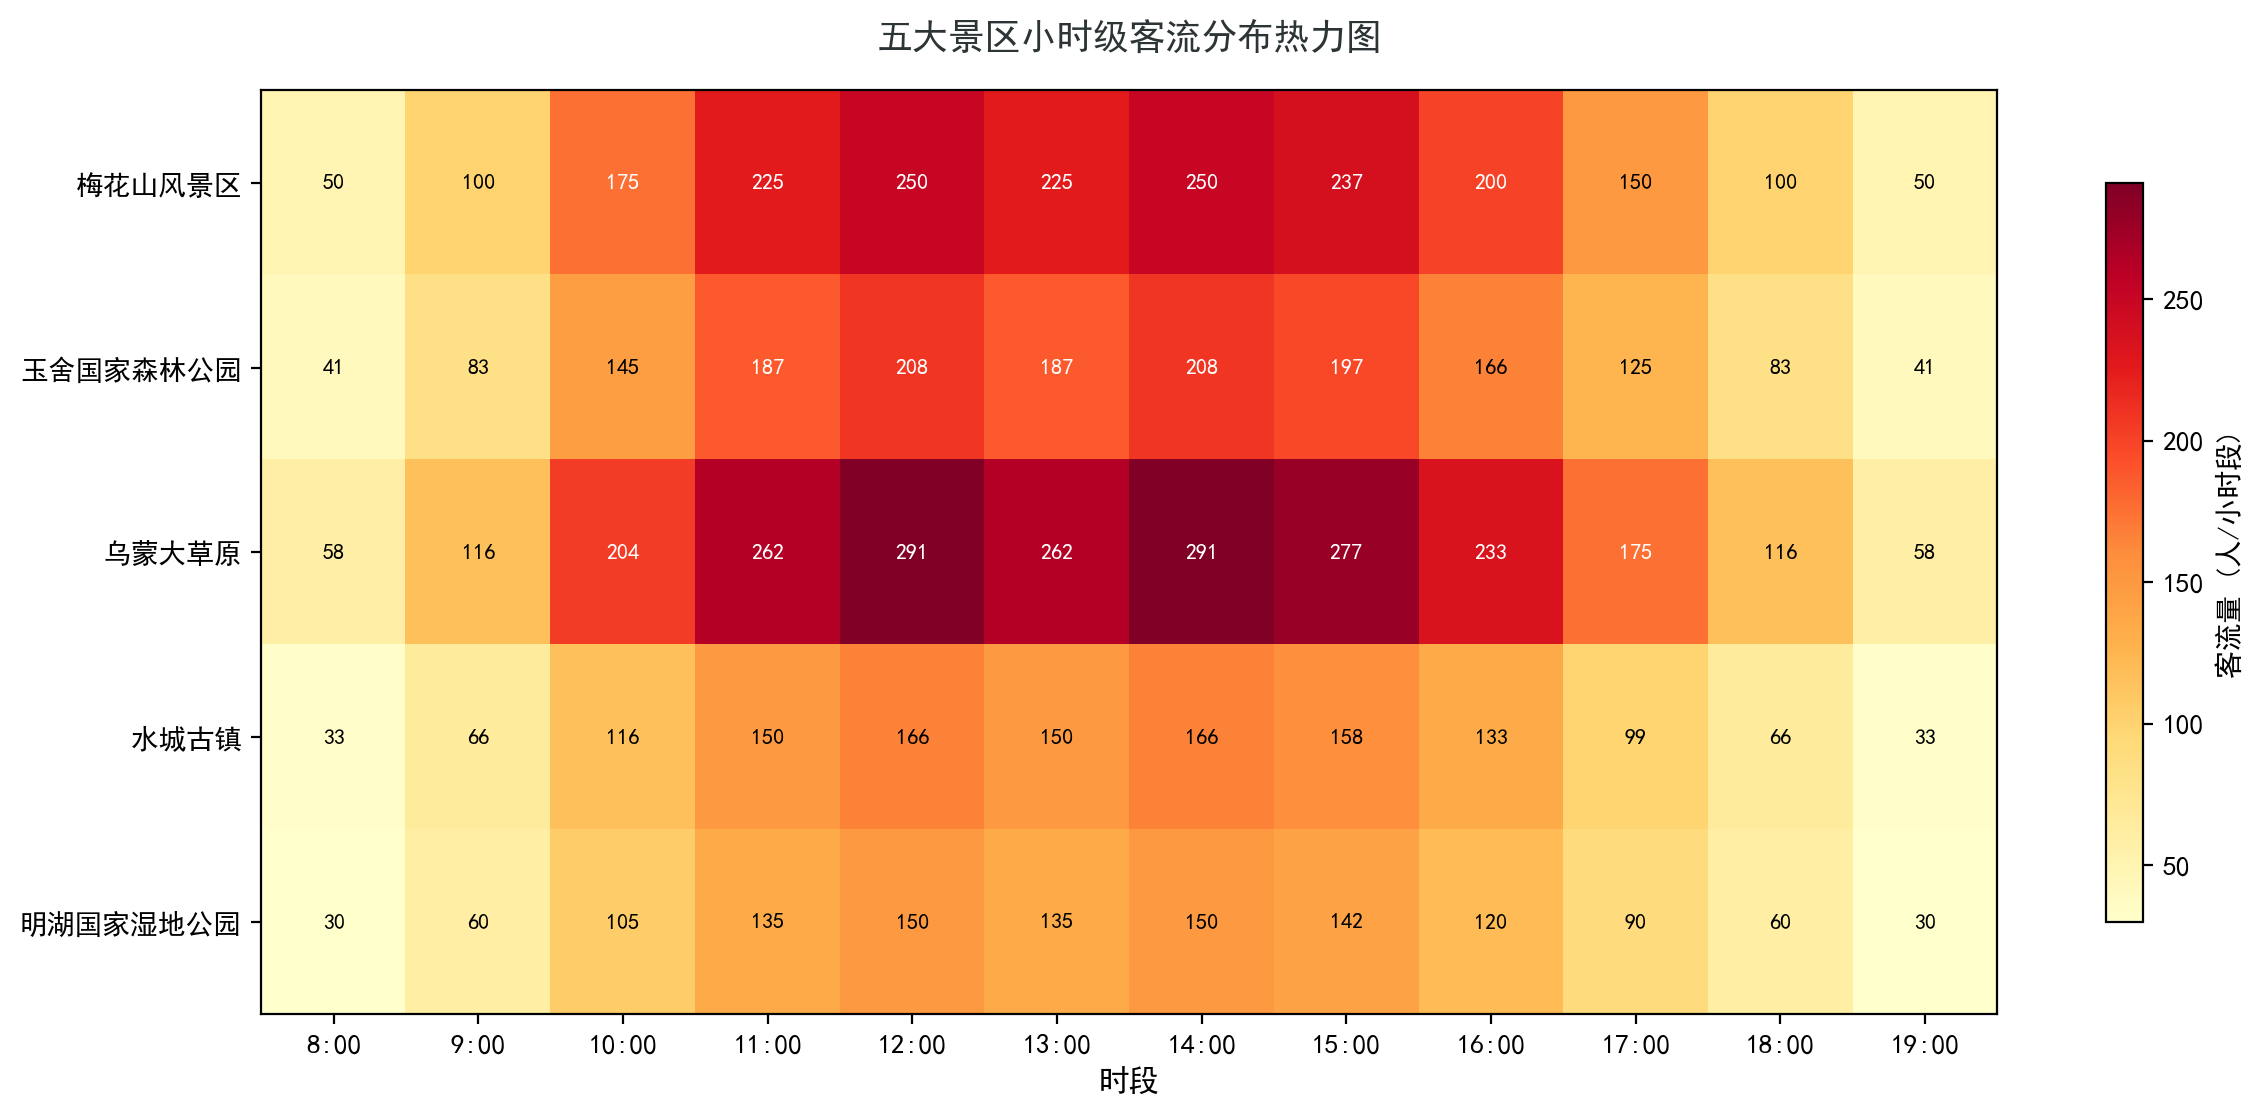 五大景区小时级客流分布热力图
梅花山风景区 50 100 175 225 250 225 250 237 200 150 100 50
玉舍国家森林公园 41 83 145 187 208 187 208 197 166 125 83 41
乌蒙大草原 58 116 204 262 291 262 291 277 233 175 116 58
水城古镇 33 66 116 150 166 150 166 158 133 99 66 33
明湖国家湿地公园 30 60 105 135 150 135 150 142 120 90 60 30
8:00 9:00 10:00 11:00 12:00 13:00 14:00 15:00 16:00 17:00 18:00 19:00
时段
250
200
150
100
50
客流量（人/小时段）